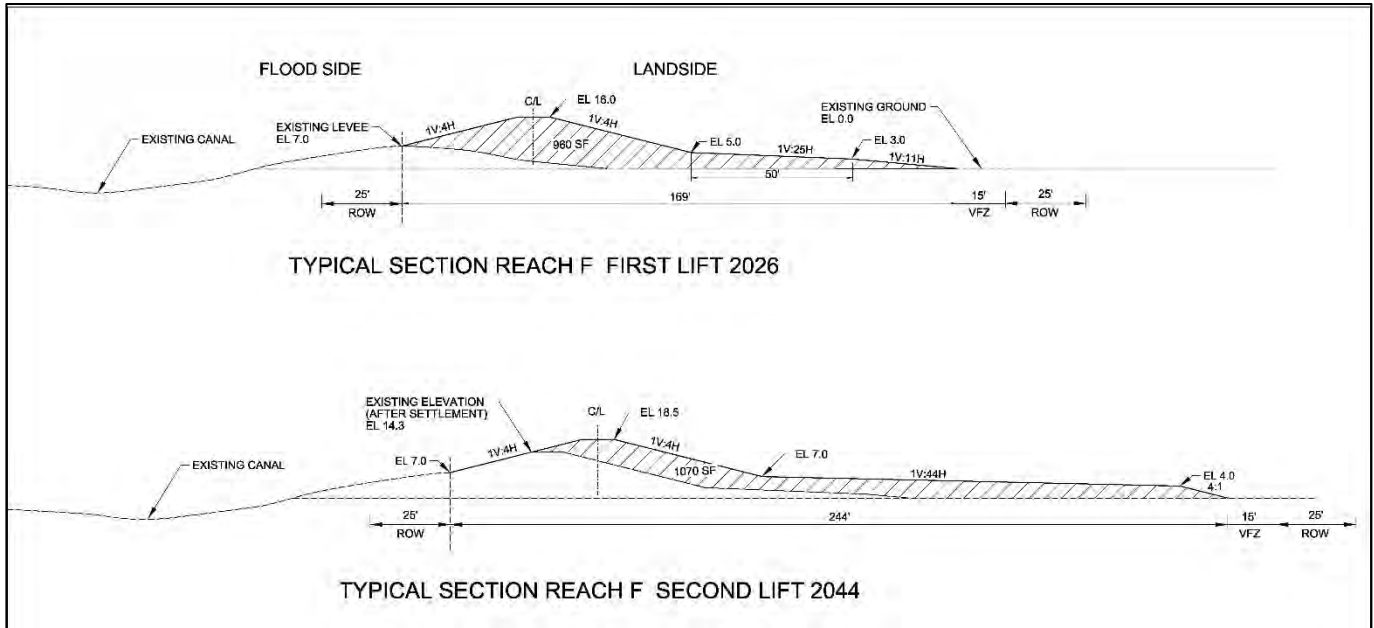 FLOOD SIDE
LANDSIDE
C/L
EL 16.0
EXISTING GROUND
EL 0.0
1V:4H
1V:4H
EXISTING LEVEE
EL 7.0
EXISTING CANAL
960 SF
EL 5.0
1V:25H
EL 3.0
1V:11H
50'
25'
ROW
169'
15'
VFZ
25'
ROW
TYPICAL SECTION REACH F FIRST LIFT 2026
EXISTING ELEVATION
(AFTER SETTLEMENT)
EL 14.3
C/L
EL 18.5
1V:4H
1V:4H
EL 7.0
EL 7.0
EXISTING CANAL
1070 SF
1V:44H
EL 4.0
4:1
25'
ROW
244'
15'
VFZ
25'
ROW
TYPICAL SECTION REACH F SECOND LIFT 2044